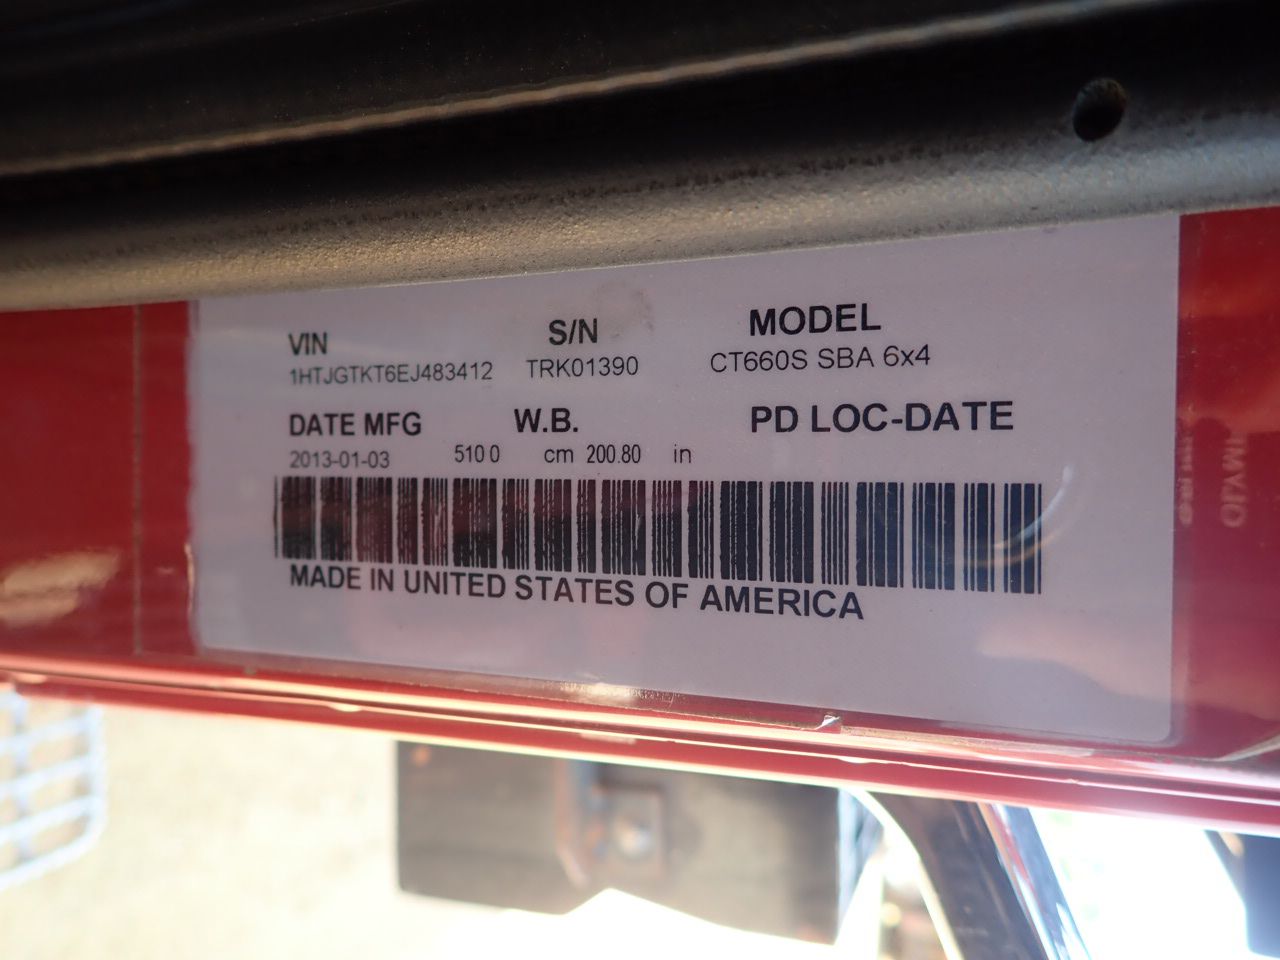 VIN S/N MODEL
1HTJGTKT6EJ483412 TRK01390 CT660S SBA 6x4
DATE MFG W.B. PD LOC-DATE
2013-01-03 510 0 cm 200.80 in
MADE IN UNITED STATES OF AMERICA